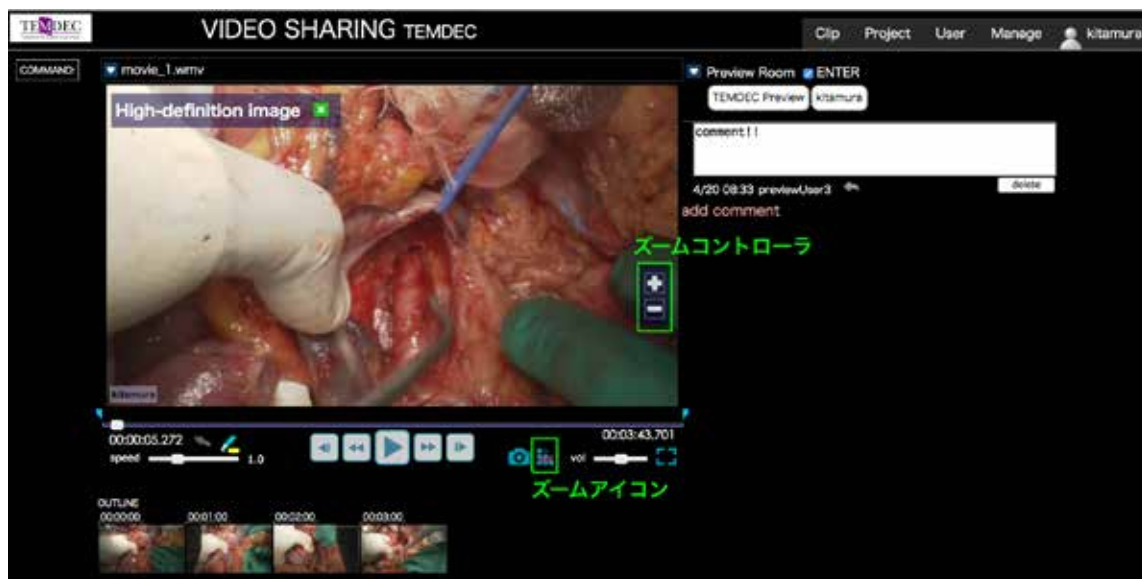 TEMDEC
VIDEO SHARING TEMDEC
Clip Project User Manage kitamura
COMMAND
movie_1.wmv
Preview Room ENTER
TEMDEC Preview kitamura
High-definition image
comment!!
4/20 08:33 previewUser3
delete
add comment
ズームコントローラ
kitamura
00:00:05.272
00:03:43.701
speed 1.0
vol
ズームアイコン
OUTLINE
00:00:00 00:01:00 00:02:00 00:03:00